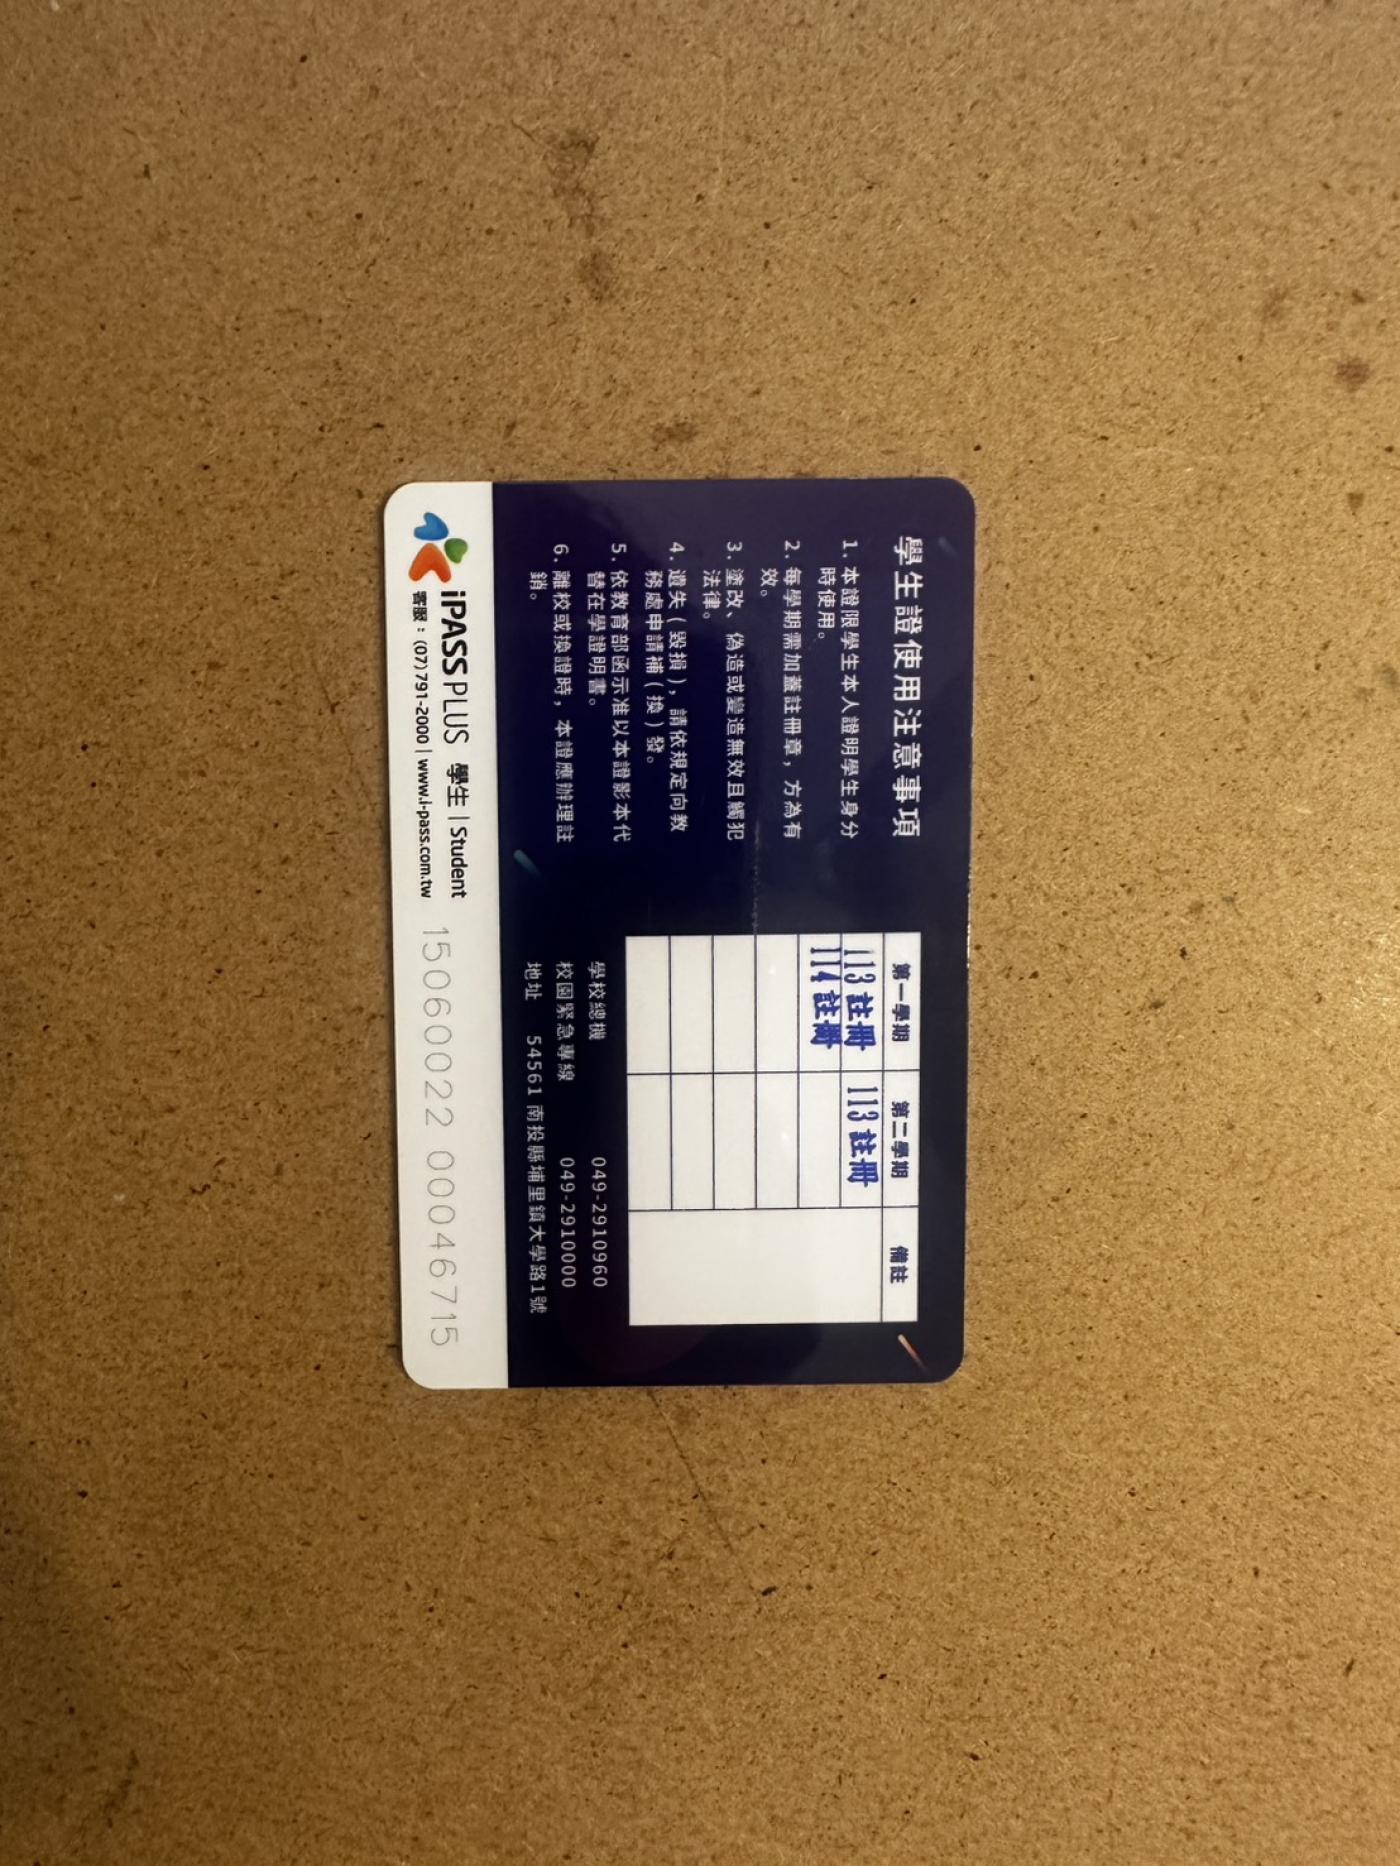 學生證使用注意事項
1. 本證限學生本人證明學生身分
時使用。
2. 每學期需加蓋註冊章，方為有
效。
3. 塗改、偽造或變造無效且觸犯
法律。
4. 遺失(毀損)，請依規定向教
務處申請補(換)發。
5. 依教育部函示准以本證影本代
替在學證明書。
6. 離校或換證時，本證應辦理註
銷。
第一學期 第二學期 備註
113 註冊 113 註冊
114 註冊
學校總機 049-2910960
校園緊急專線 049-2910000
地址 54561 南投縣埔里鎮大學路1號
iPASS PLUS 學生 | Student
客服：(07)791-2000 | www.i-pass.com.tw
15060022 00046715